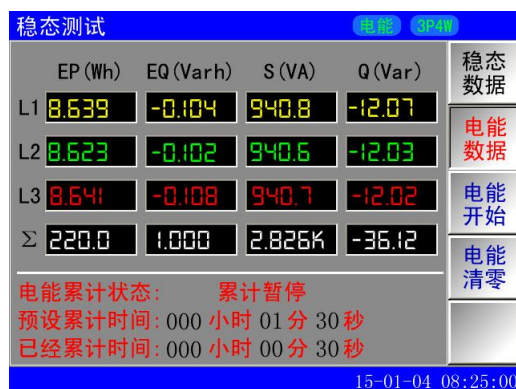 稳态测试 电能 3P4W
EP(Wh) EQ(Varh) S(VA) Q(Var)
L1 8.639 -0.104 940.8 -12.07
L2 8.623 -0.102 940.6 -12.03
L3 8.641 -0.108 940.7 -12.02
Σ 220.0 1.000 2.826K -36.12
电能累计状态: 累计暂停
预设累计时间:000 小时 01 分 30 秒
已经累计时间:000 小时 00 分 30 秒
稳态
数据
电能
数据
电能
开始
电能
清零
15-01-04 08:25:00